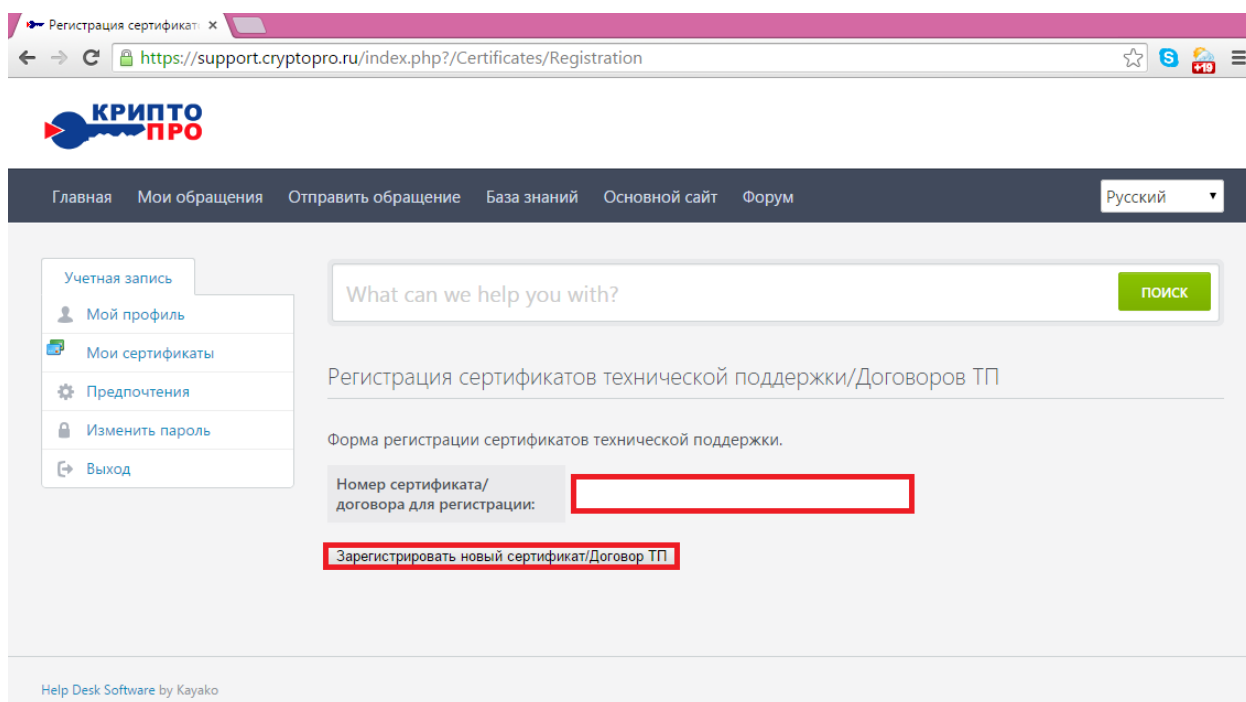 Регистрация сертификат
https://support.cryptopro.ru/index.php?/Certificates/Registration
+19
КРИПТО
ПРО
Главная Мои обращения Отправить обращение База знаний Основной сайт Форум Русский
Учетная запись
What can we help you with? ПОИСК
Мой профиль
Мои сертификаты
Предпочтения
Изменить пароль
Выход
Регистрация сертификатов технической поддержки/Договоров ТП
Форма регистрации сертификатов технической поддержки.
Номер сертификата/
договора для регистрации:
Зарегистрировать новый сертификат/Договор ТП
Help Desk Software by Kayako